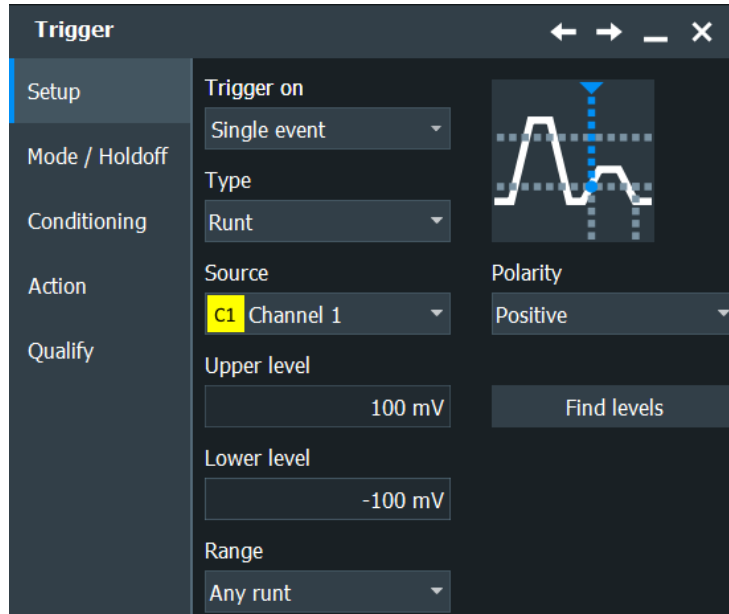 Trigger
Setup
Mode / Holdoff
Conditioning
Action
Qualify
Trigger on
Single event
Type
Runt
Source
C1 Channel 1
Polarity
Positive
Upper level
100 mV
Find levels
Lower level
-100 mV
Range
Any runt